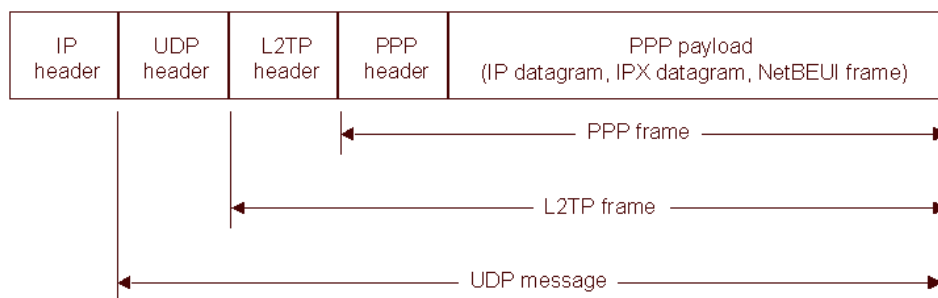 IP
header
UDP
header
L2TP
header
PPP
header
PPP payload
(IP datagram, IPX datagram, NetBEUI frame)
PPP frame
L2TP frame
UDP message